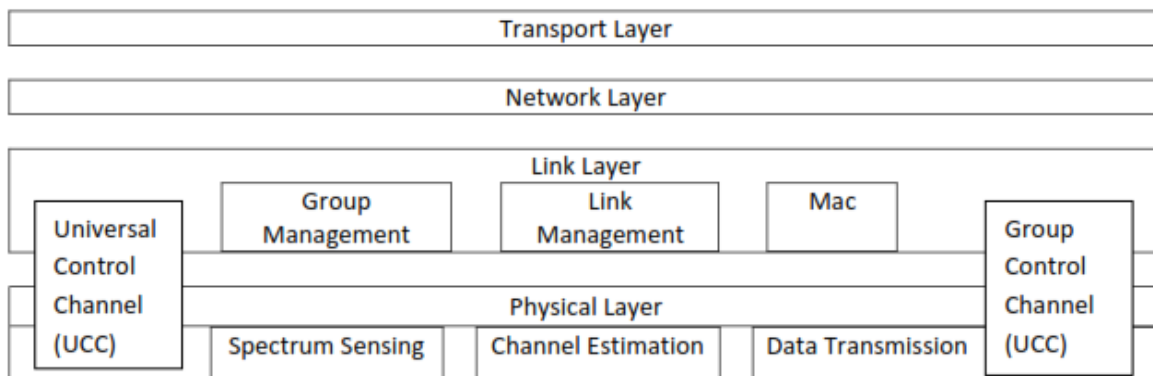 Transport Layer
Network Layer
Link Layer
Universal
Control
Channel
(UCC)
Group
Management
Link
Management
Mac
Group
Control
Channel
(UCC)
Physical Layer
Spectrum Sensing
Channel Estimation
Data Transmission